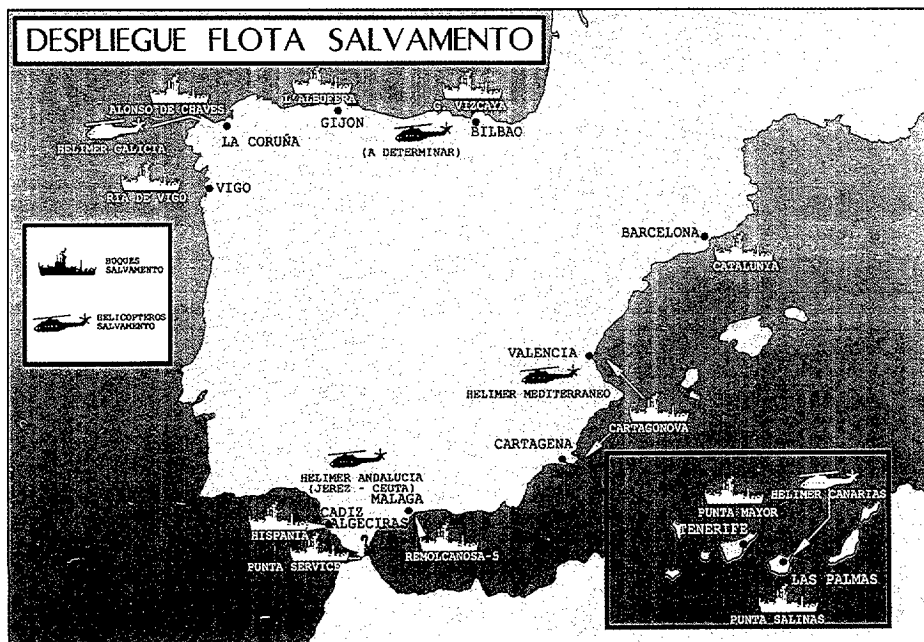 DESPLIEGUE FLOTA SALVAMENTO
ALONSO DE CHAVES
L'ALBUFERA
G. VIZCAYA
HELIMER GALICIA
LA CORUÑA
GIJON
BILBAO
(A DETERMINAR)
RIA DE VIGO
VIGO
BUQUES
SALVAMENTO
HELICOPTEROS
SALVAMENTO
BARCELONA
CATALUNYA
VALENCIA
HELIMER MEDITERRANEO
CARTAGONOVA
CARTAGENA
HELIMER ANDALUCIA
(JEREZ - CEUTA)
MALAGA
CADIZ
ALGECIRAS
HISPANIA
PUNTA SERVICE
REMOLCANOSA-5
HELIMER CANARIAS
PUNTA MAYOR
TENERIFE
LAS PALMAS
PUNTA SALINAS